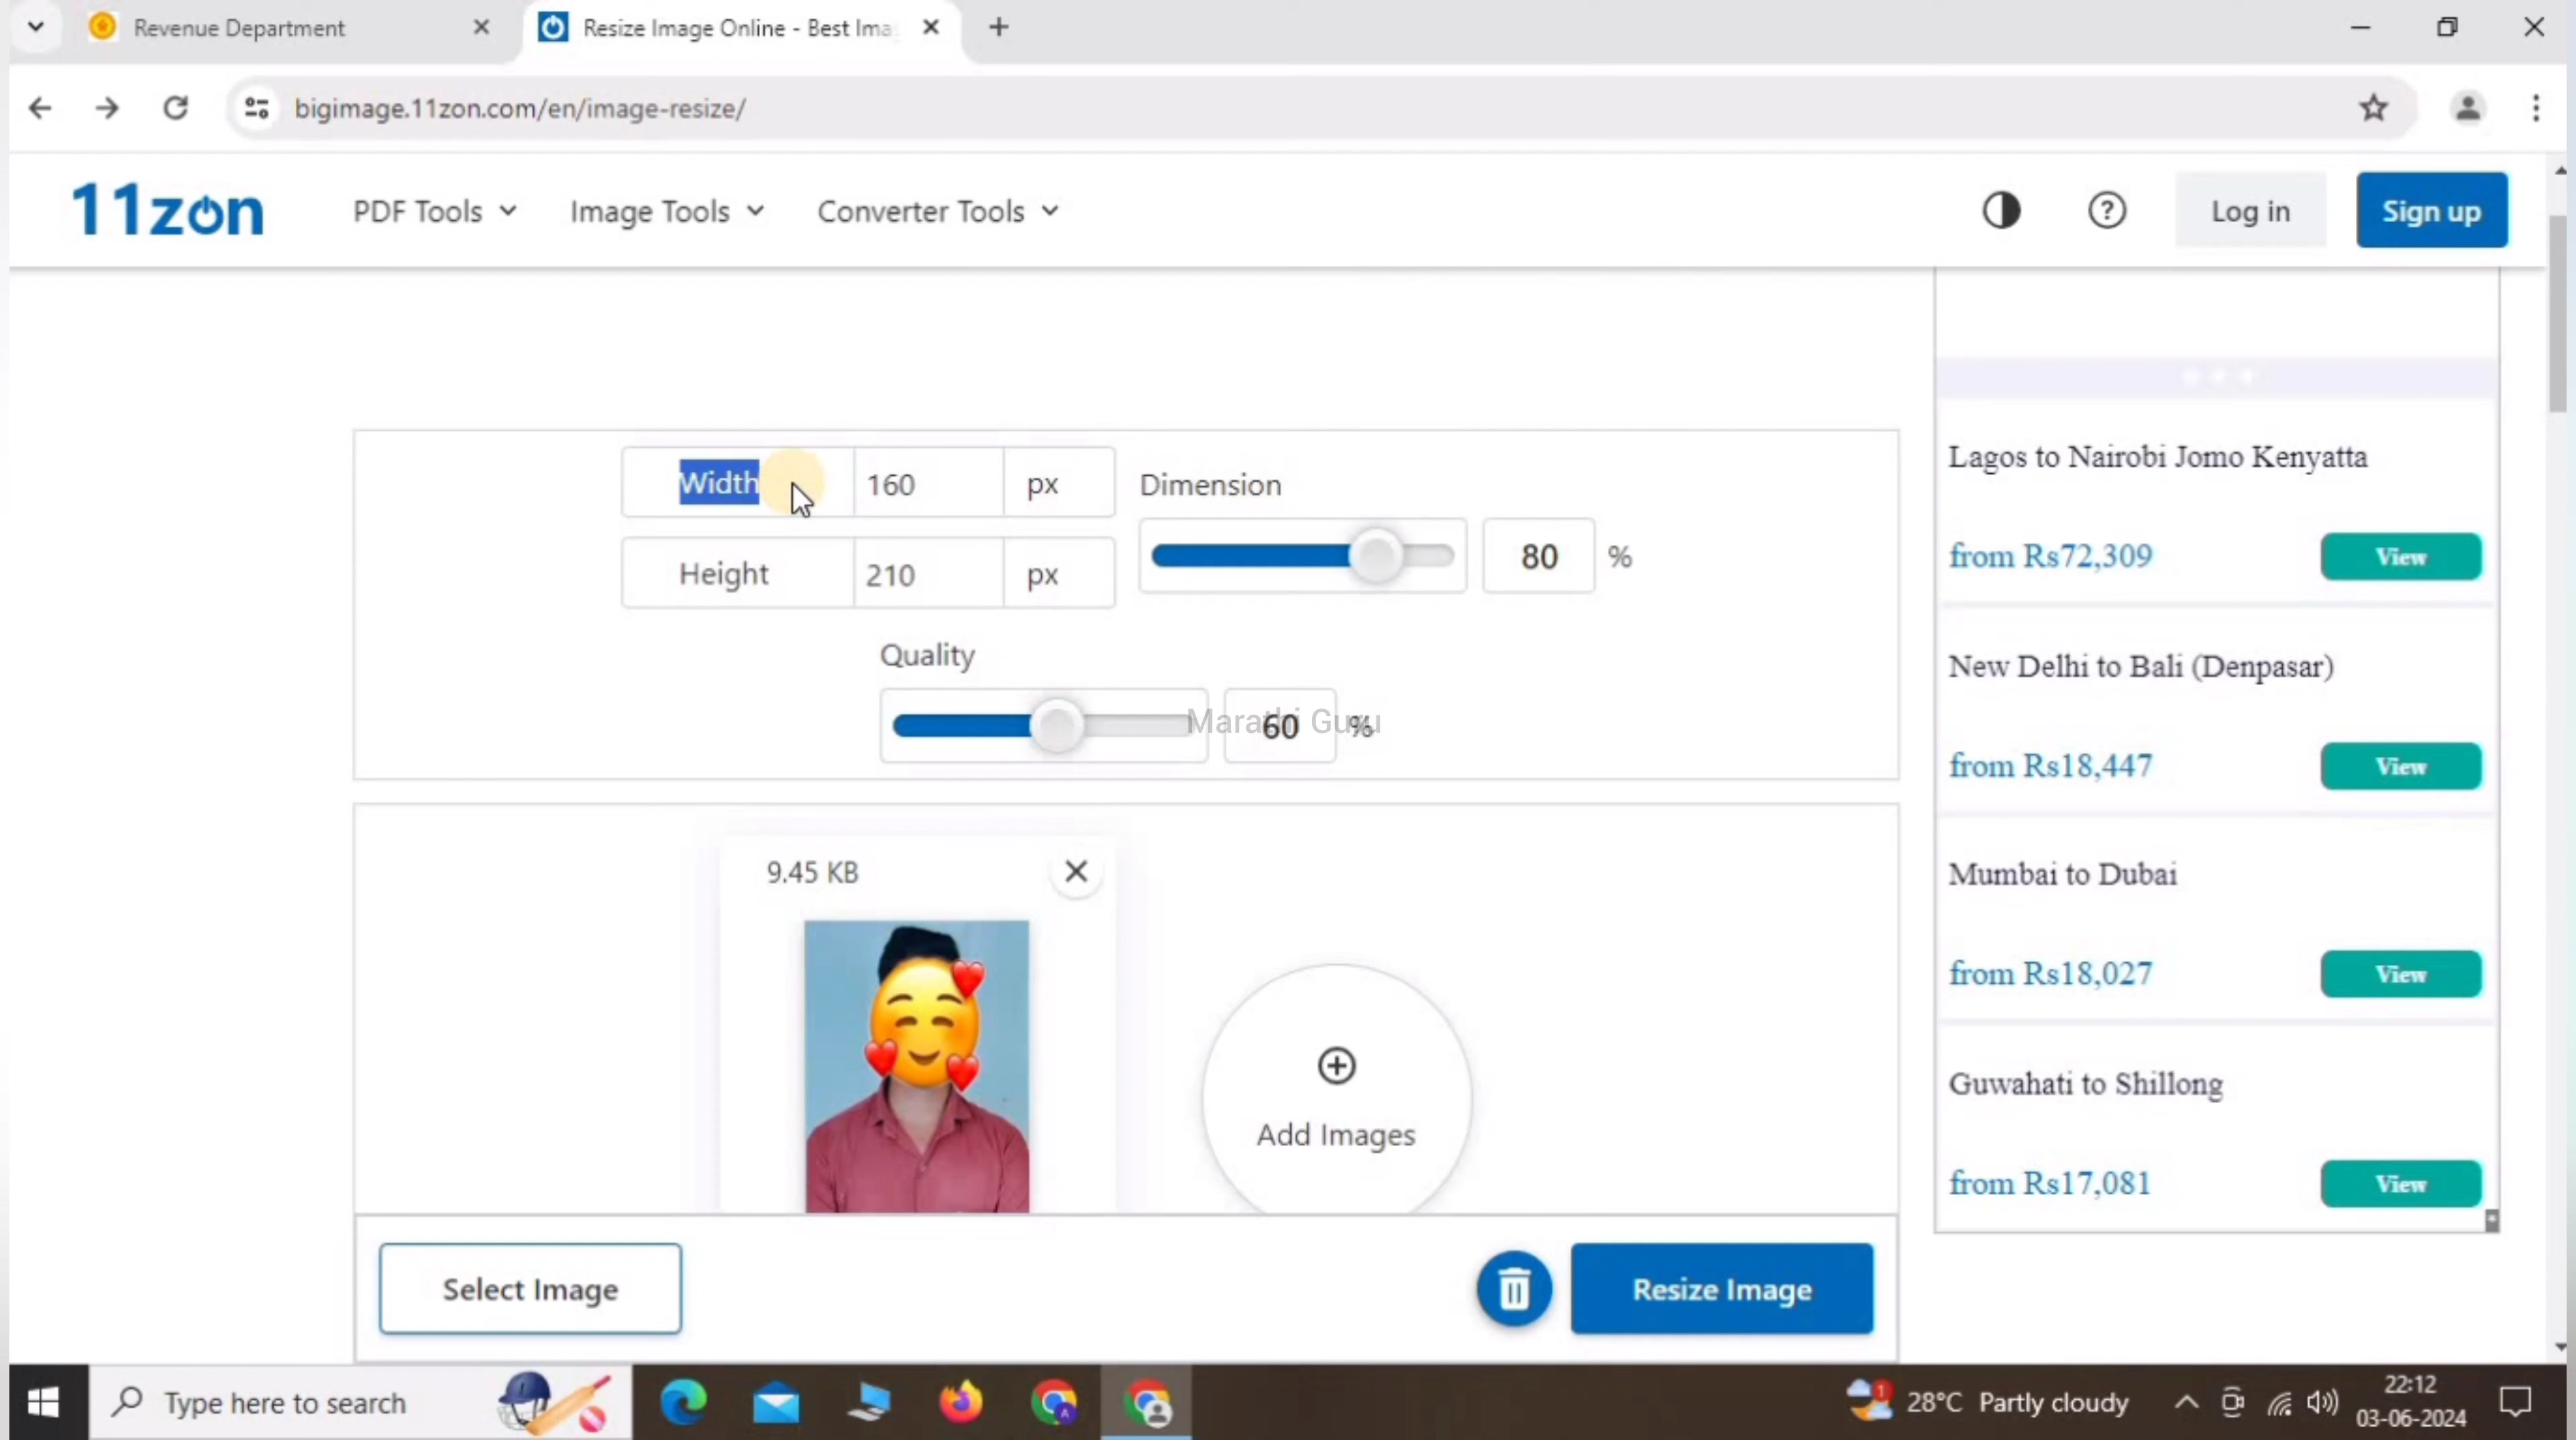 Revenue Department
Resize Image Online - Best Ima
bigimage.11zon.com/en/image-resize/
11zon
PDF Tools
Image Tools
Converter Tools
Log in
Sign up
Width 160 px
Dimension
Height 210 px
80 %
Quality
60 %
Marathi Guru
9.45 KB
Add Images
Select Image
Resize Image
Lagos to Nairobi Jomo Kenyatta
from Rs72,309 View
New Delhi to Bali (Denpasar)
from Rs18,447 View
Mumbai to Dubai
from Rs18,027 View
Guwahati to Shillong
from Rs17,081 View
Type here to search
1
28°C Partly cloudy
22:12
03-06-2024